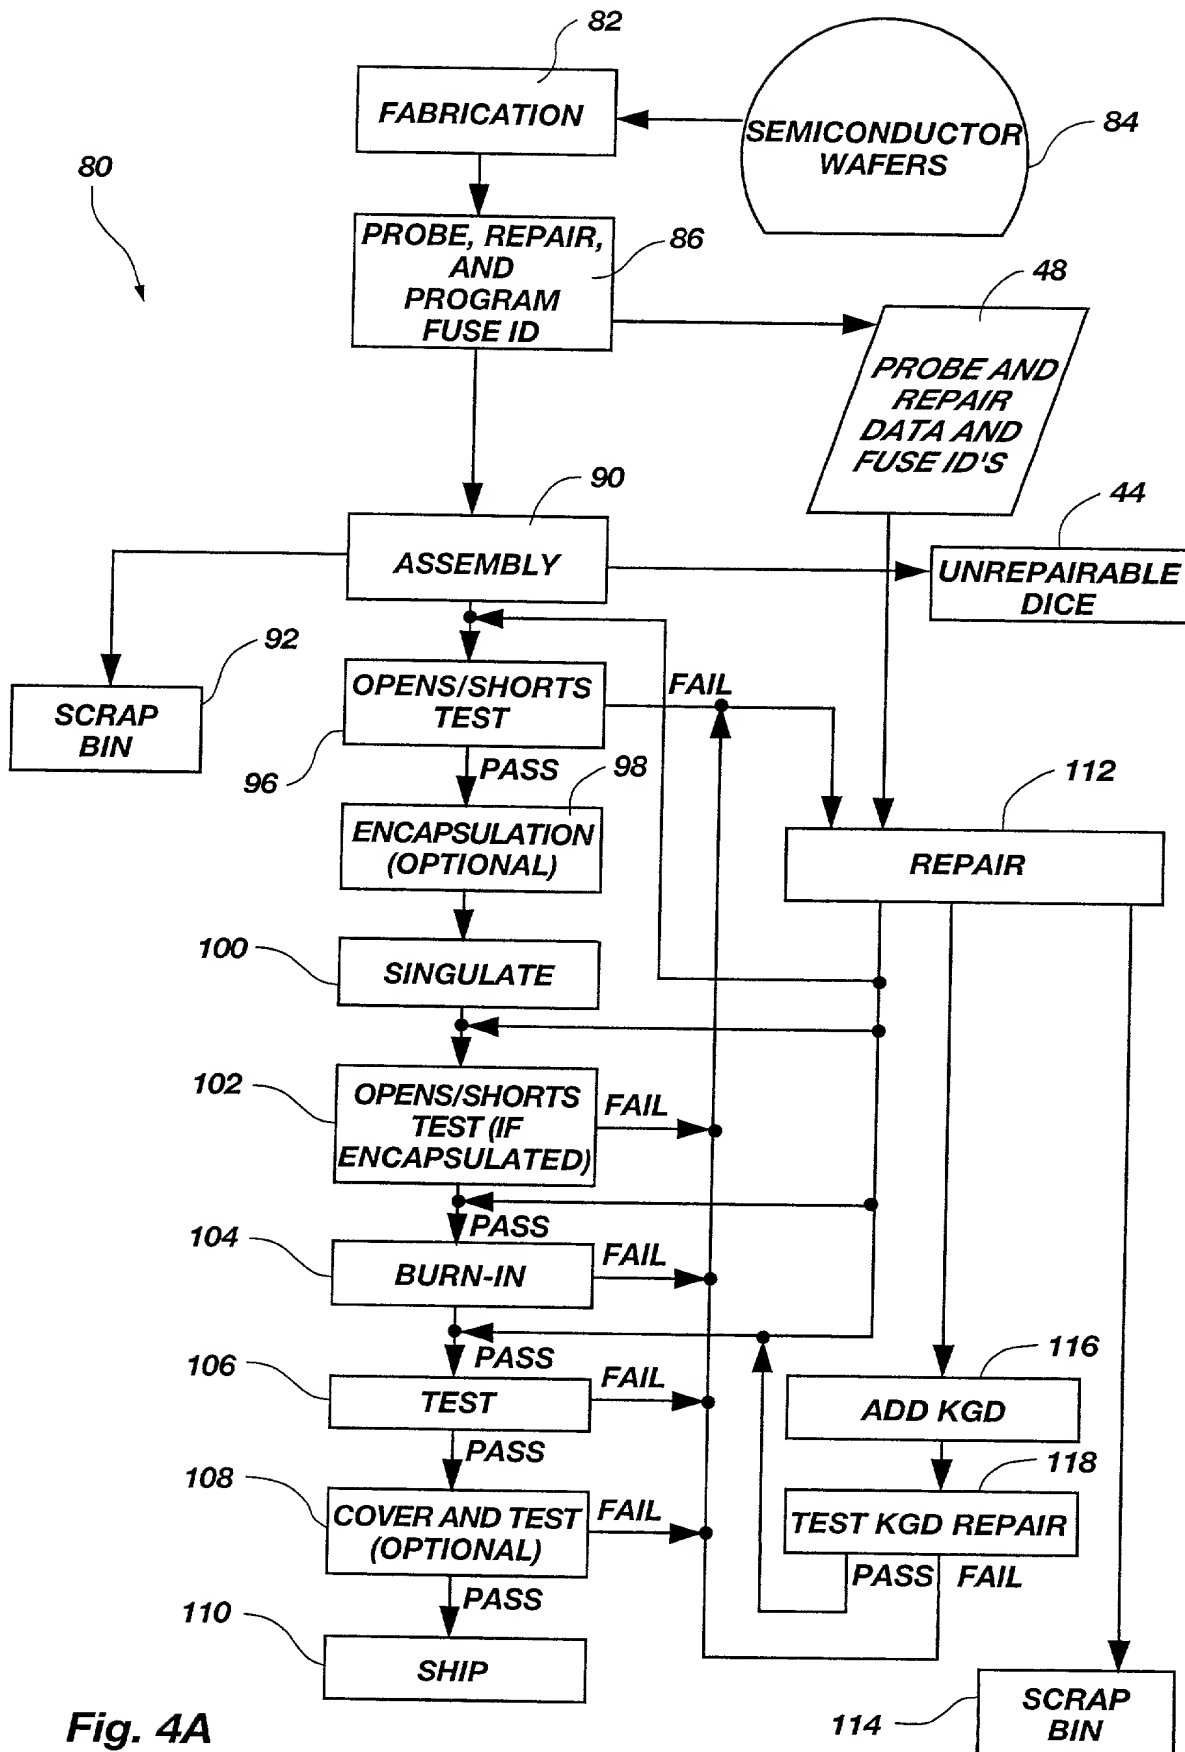 82
FABRICATION
SEMICONDUCTOR
WAFERS
84
80
PROBE, REPAIR,
AND
PROGRAM
FUSE ID
86
48
PROBE AND
REPAIR
DATA AND
FUSE ID'S
90
ASSEMBLY
44
UNREPAIRABLE
DICE
92
SCRAP
BIN
OPENS/SHORTS
TEST
FAIL
96
PASS
98
ENCAPSULATION
(OPTIONAL)
112
REPAIR
100
SINGULATE
102
OPENS/SHORTS
TEST (IF
ENCAPSULATED)
FAIL
PASS
104
BURN-IN
FAIL
PASS
106
TEST
FAIL
116
ADD KGD
PASS
108
COVER AND TEST
(OPTIONAL)
FAIL
118
TEST KGD REPAIR
PASS
FAIL
PASS
110
SHIP
114
SCRAP
BIN
Fig. 4A